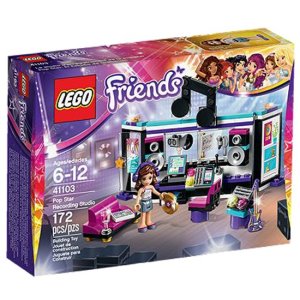 LEGO
Friends
Ages/edades
6-12
41103
Pop Star
Recording Studio
172
pcs/pzs
Building Toy
Jouet de Construction
Juguete para Construir